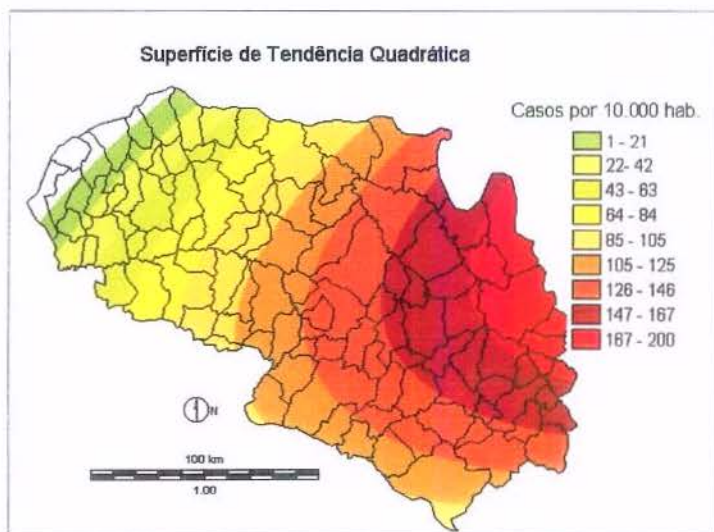 Superfície de Tendência Quadrática
Casos por 10.000 hab.
1 - 21
22- 42
43 - 63
64 - 84
85 - 105
105 - 125
126 - 146
147 - 167
167 - 200
N
100 km
1.00